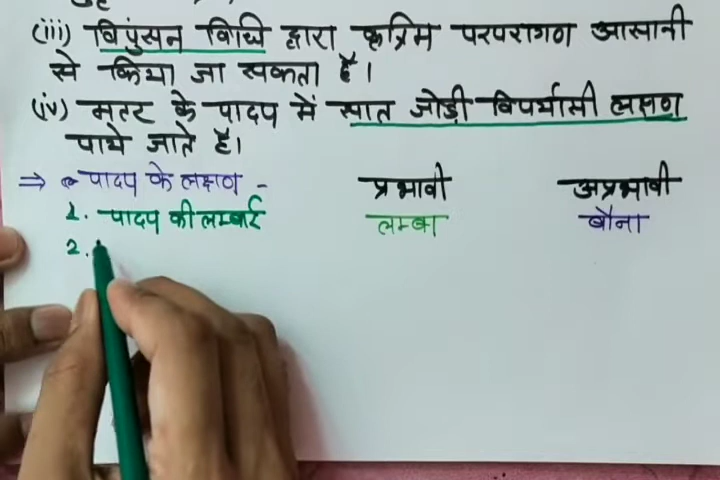 (iii) विपुंसन विधि द्वारा कृत्रिम परपरागण आसानी
से किया जा सकता है।
(iv) मटर के पादप में सात जोड़ी विपर्यासी लक्षण
पाये जाते है।
⇒ पादप के लक्षण - प्रभावी अप्रभावी
1. पादप की लम्बाई लम्बा बौना
2.